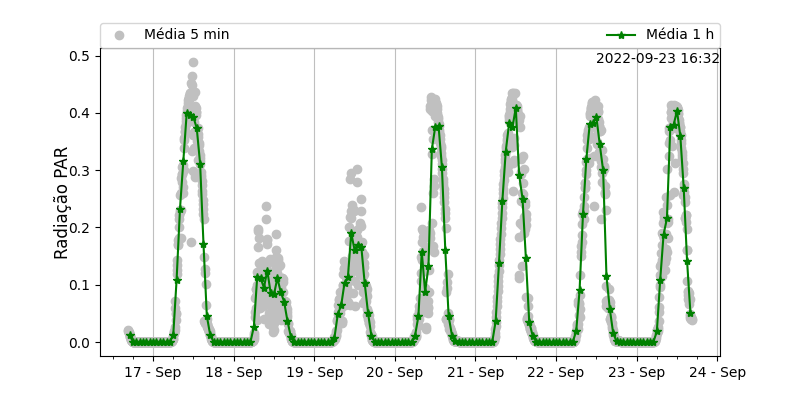 Média 5 min
Média 1 h
2022-09-23 16:32
0.5
0.4
0.3
0.2
0.1
0.0
Radiação PAR
17 - Sep
18 - Sep
19 - Sep
20 - Sep
21 - Sep
22 - Sep
23 - Sep
24 - Sep